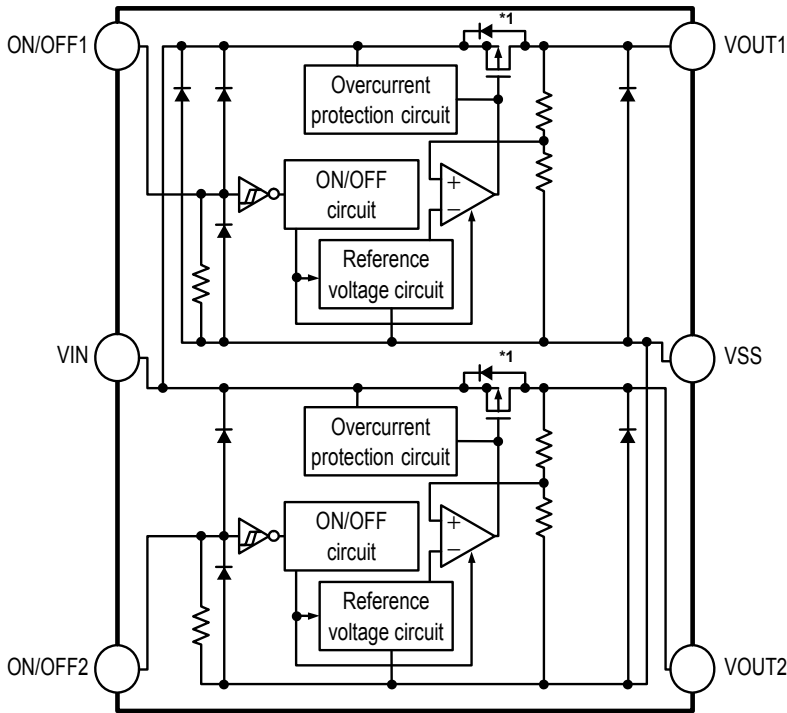 *1
ON/OFF1
VOUT1
Overcurrent
protection circuit
ON/OFF
circuit
+
−
Reference
voltage circuit
VIN
VSS
*1
Overcurrent
protection circuit
ON/OFF
circuit
+
−
Reference
voltage circuit
ON/OFF2
VOUT2